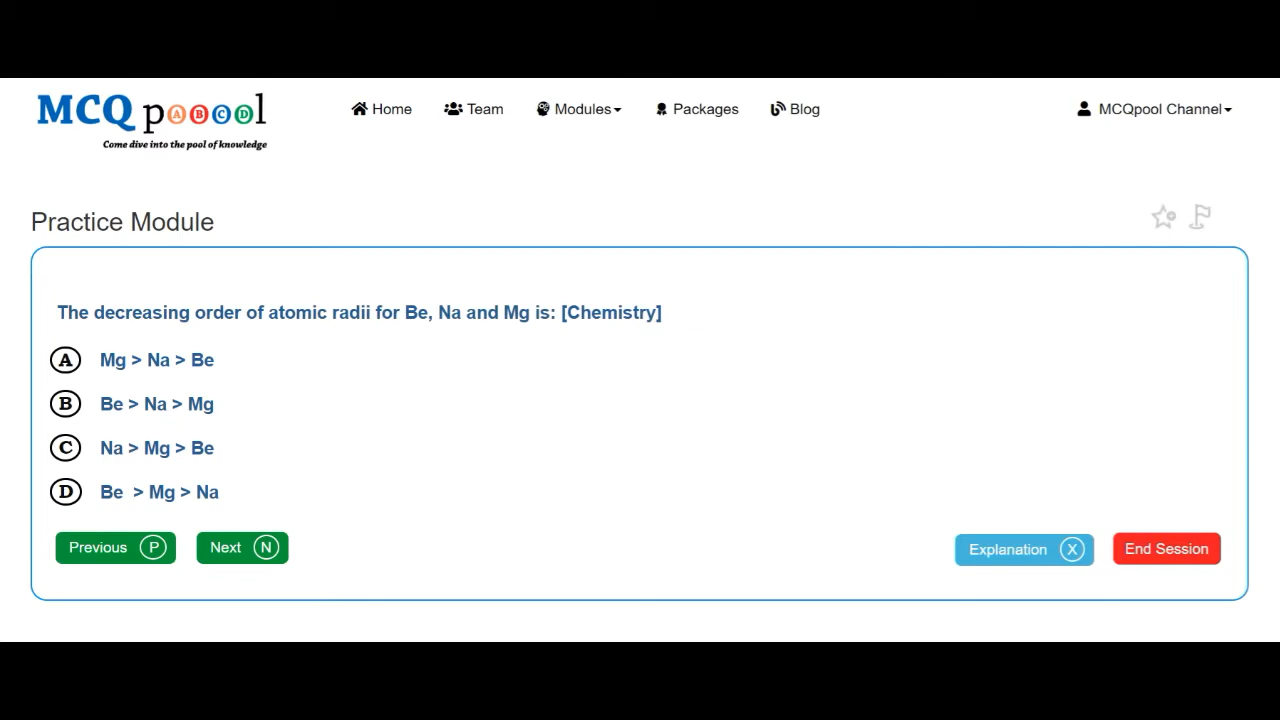 MCQ pABCDl
Come dive into the pool of knowledge
Home Team Modules Packages Blog MCQpool Channel
Practice Module
The decreasing order of atomic radii for Be, Na and Mg is: [Chemistry]
A Mg > Na > Be
B Be > Na > Mg
C Na > Mg > Be
D Be > Mg > Na
Previous P Next N Explanation X End Session